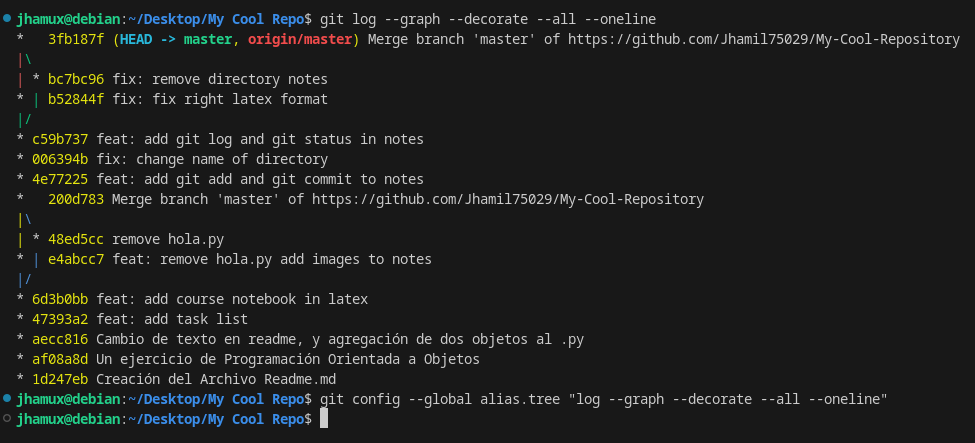 jhamux@debian:~/Desktop/My Cool Repo$ git log --graph --decorate --all --oneline
*   3fb187f (HEAD -> master, origin/master) Merge branch 'master' of https://github.com/Jhamil75029/My-Cool-Repository
|\
| * bc7bc96 fix: remove directory notes
* | b52844f fix: fix right latex format
|/
* c59b737 feat: add git log and git status in notes
* 006394b fix: change name of directory
* 4e77225 feat: add git add and git commit to notes
*   200d783 Merge branch 'master' of https://github.com/Jhamil75029/My-Cool-Repository
|\
| * 48ed5cc remove hola.py
* | e4abcc7 feat: remove hola.py add images to notes
|/
* 6d3b0bb feat: add course notebook in latex
* 47393a2 feat: add task list
* aecc816 Cambio de texto en readme, y agregación de dos objetos al .py
* af08a8d Un ejercicio de Programación Orientada a Objetos
* 1d247eb Creación del Archivo Readme.md
jhamux@debian:~/Desktop/My Cool Repo$ git config --global alias.tree "log --graph --decorate --all --oneline"
jhamux@debian:~/Desktop/My Cool Repo$